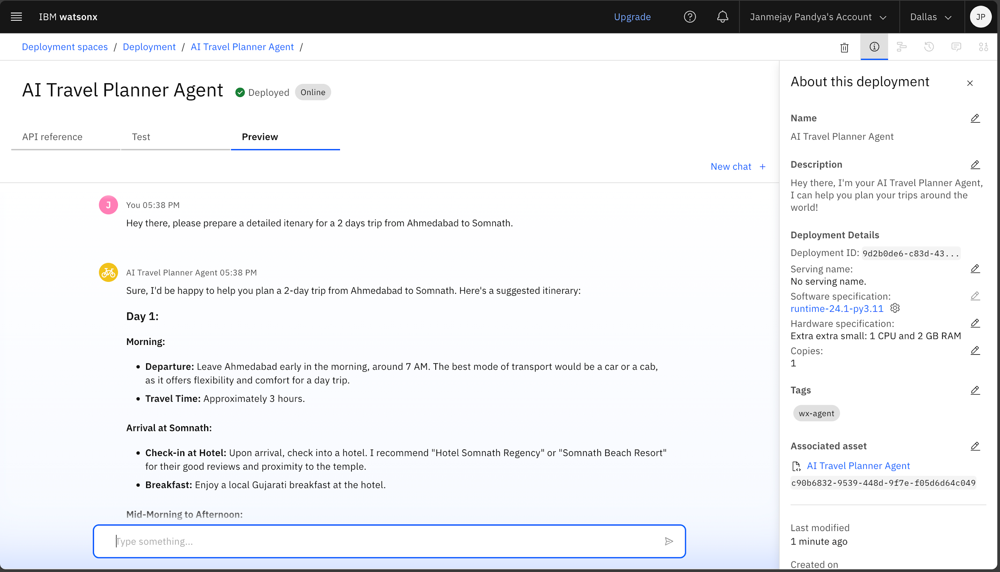 IBM watsonx
Upgrade
Janmejay Pandya's Account
Dallas
JP
Deployment spaces / Deployment / AI Travel Planner Agent /
AI Travel Planner Agent
Deployed
Online
API reference
Test
Preview
New chat +
J
You 05:38 PM
Hey there, please prepare a detailed itenary for a 2 days trip from Ahmedabad to Somnath.
AI Travel Planner Agent 05:38 PM
Sure, I'd be happy to help you plan a 2-day trip from Ahmedabad to Somnath. Here's a suggested itinerary:
Day 1:
Morning:
• Departure: Leave Ahmedabad early in the morning, around 7 AM. The best mode of transport would be a car or a cab,
as it offers flexibility and comfort for a day trip.
• Travel Time: Approximately 3 hours.
Arrival at Somnath:
• Check-in at Hotel: Upon arrival, check into a hotel. I recommend "Hotel Somnath Regency" or "Somnath Beach Resort"
for their good reviews and proximity to the temple.
• Breakfast: Enjoy a local Gujarati breakfast at the hotel.
Mid-Morning to Afternoon:
Type something...
About this deployment
Name
AI Travel Planner Agent
Description
Hey there, I'm your AI Travel Planner Agent,
I can help you plan your trips around the
world!
Deployment Details
Deployment ID: 9d2b0de6-c83d-43...
Serving name:
No serving name.
Software specification:
runtime-24.1-py3.11
Hardware specification:
Extra extra small: 1 CPU and 2 GB RAM
Copies:
1
Tags
wx-agent
Associated asset
AI Travel Planner Agent
c90b6832-9539-448d-9f7e-f05d6d64c049
Last modified
1 minute ago
Created on